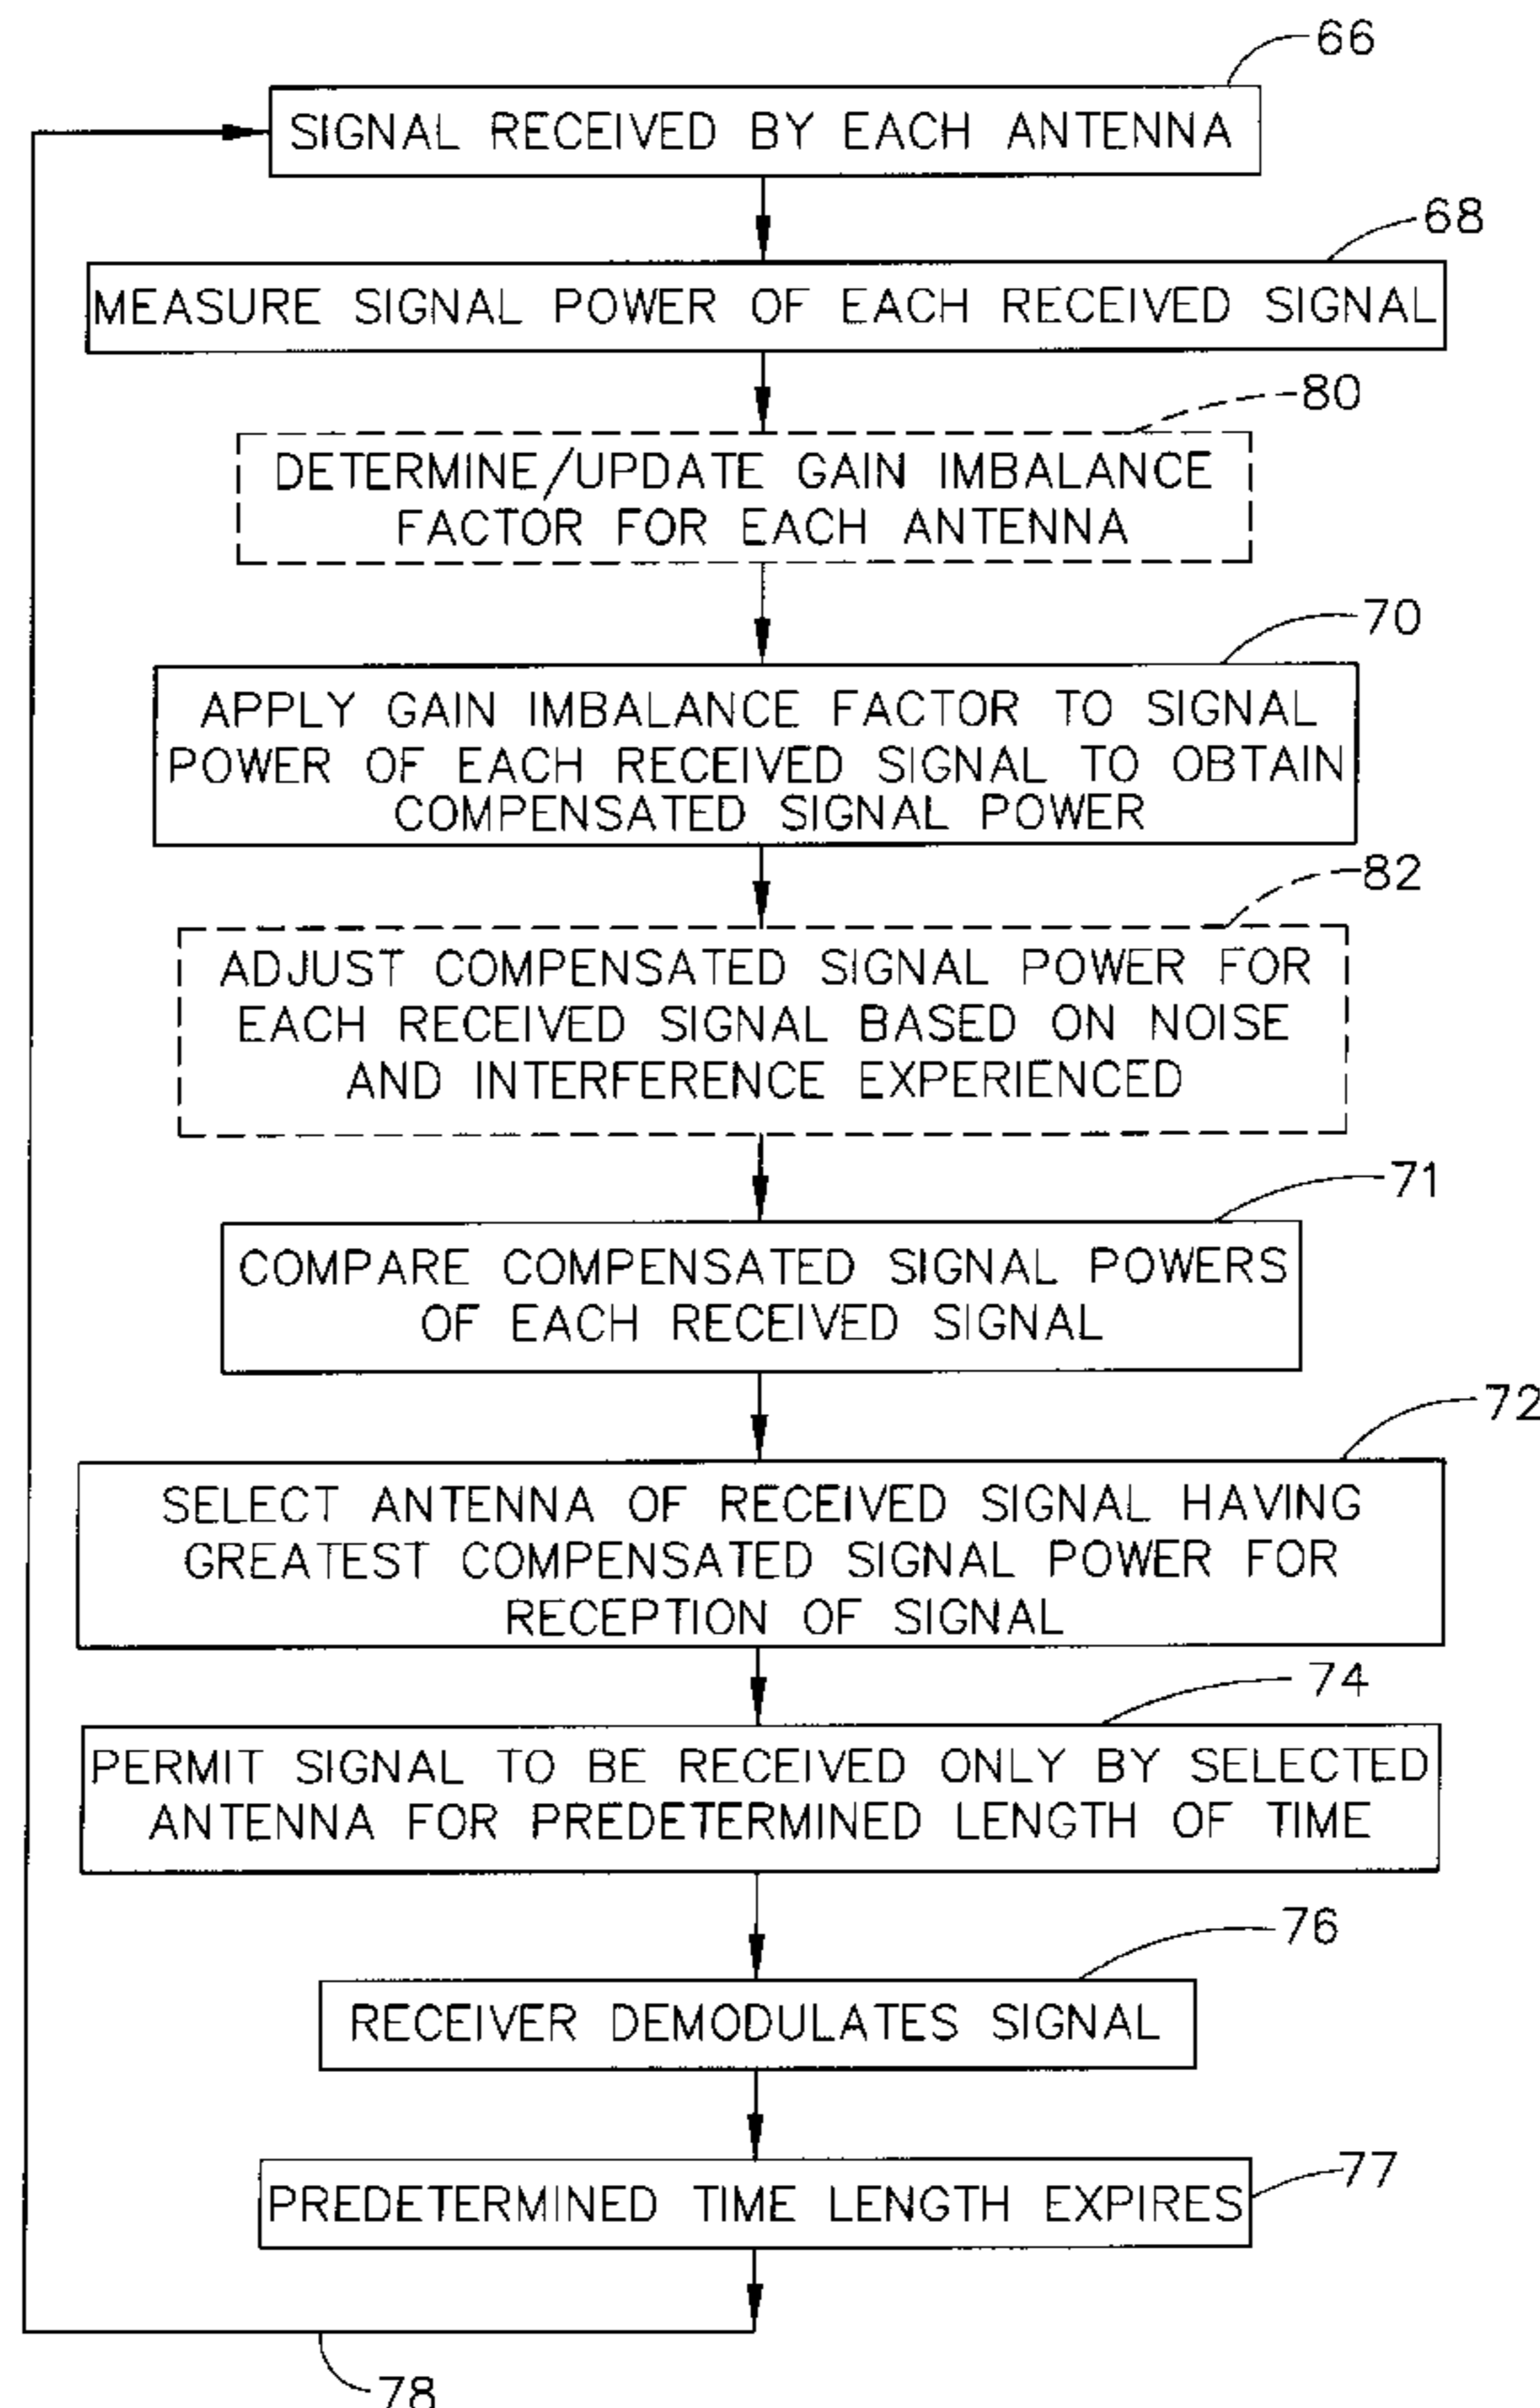 66
SIGNAL RECEIVED BY EACH ANTENNA
68
MEASURE SIGNAL POWER OF EACH RECEIVED SIGNAL
80
DETERMINE/UPDATE GAIN IMBALANCE
FACTOR FOR EACH ANTENNA
70
APPLY GAIN IMBALANCE FACTOR TO SIGNAL
POWER OF EACH RECEIVED SIGNAL TO OBTAIN
COMPENSATED SIGNAL POWER
82
ADJUST COMPENSATED SIGNAL POWER FOR
EACH RECEIVED SIGNAL BASED ON NOISE
AND INTERFERENCE EXPERIENCED
71
COMPARE COMPENSATED SIGNAL POWERS
OF EACH RECEIVED SIGNAL
72
SELECT ANTENNA OF RECEIVED SIGNAL HAVING
GREATEST COMPENSATED SIGNAL POWER FOR
RECEPTION OF SIGNAL
74
PERMIT SIGNAL TO BE RECEIVED ONLY BY SELECTED
ANTENNA FOR PREDETERMINED LENGTH OF TIME
76
RECEIVER DEMODULATES SIGNAL
77
PREDETERMINED TIME LENGTH EXPIRES
78